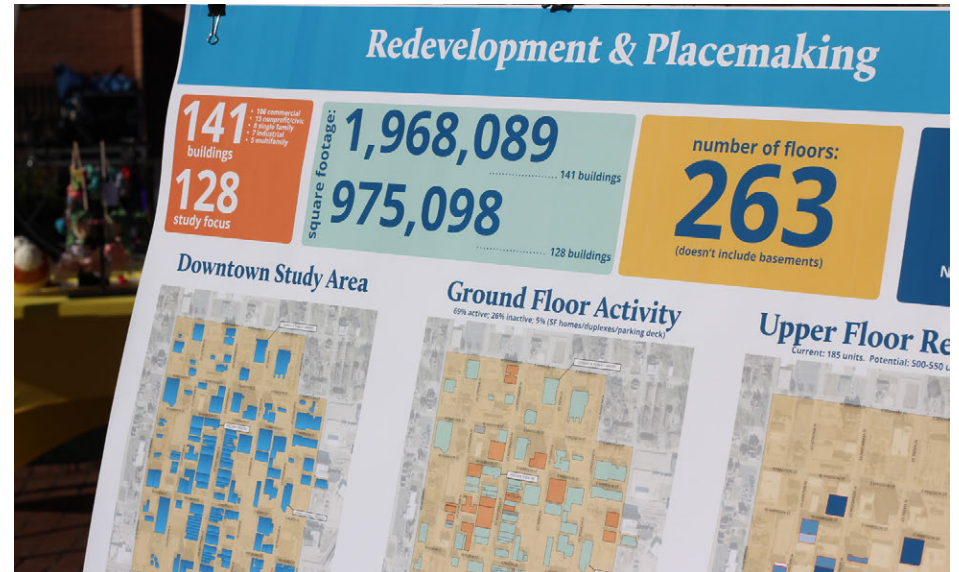 Redevelopment & Placemaking
141
buildings
• 108 commercial
• 15 nonprofit/civic
• 8 single family
• 7 industrial
• 5 multifamily
128
study focus
square footage:
1,968,089
141 buildings
975,098
128 buildings
number of floors:
263
(doesn't include basements)
N
Downtown Study Area
Ground Floor Activity
69% active; 26% inactive; 5% (SF homes/duplexes/parking deck)
Upper Floor Re
Current: 185 units. Potential: 500-550 u